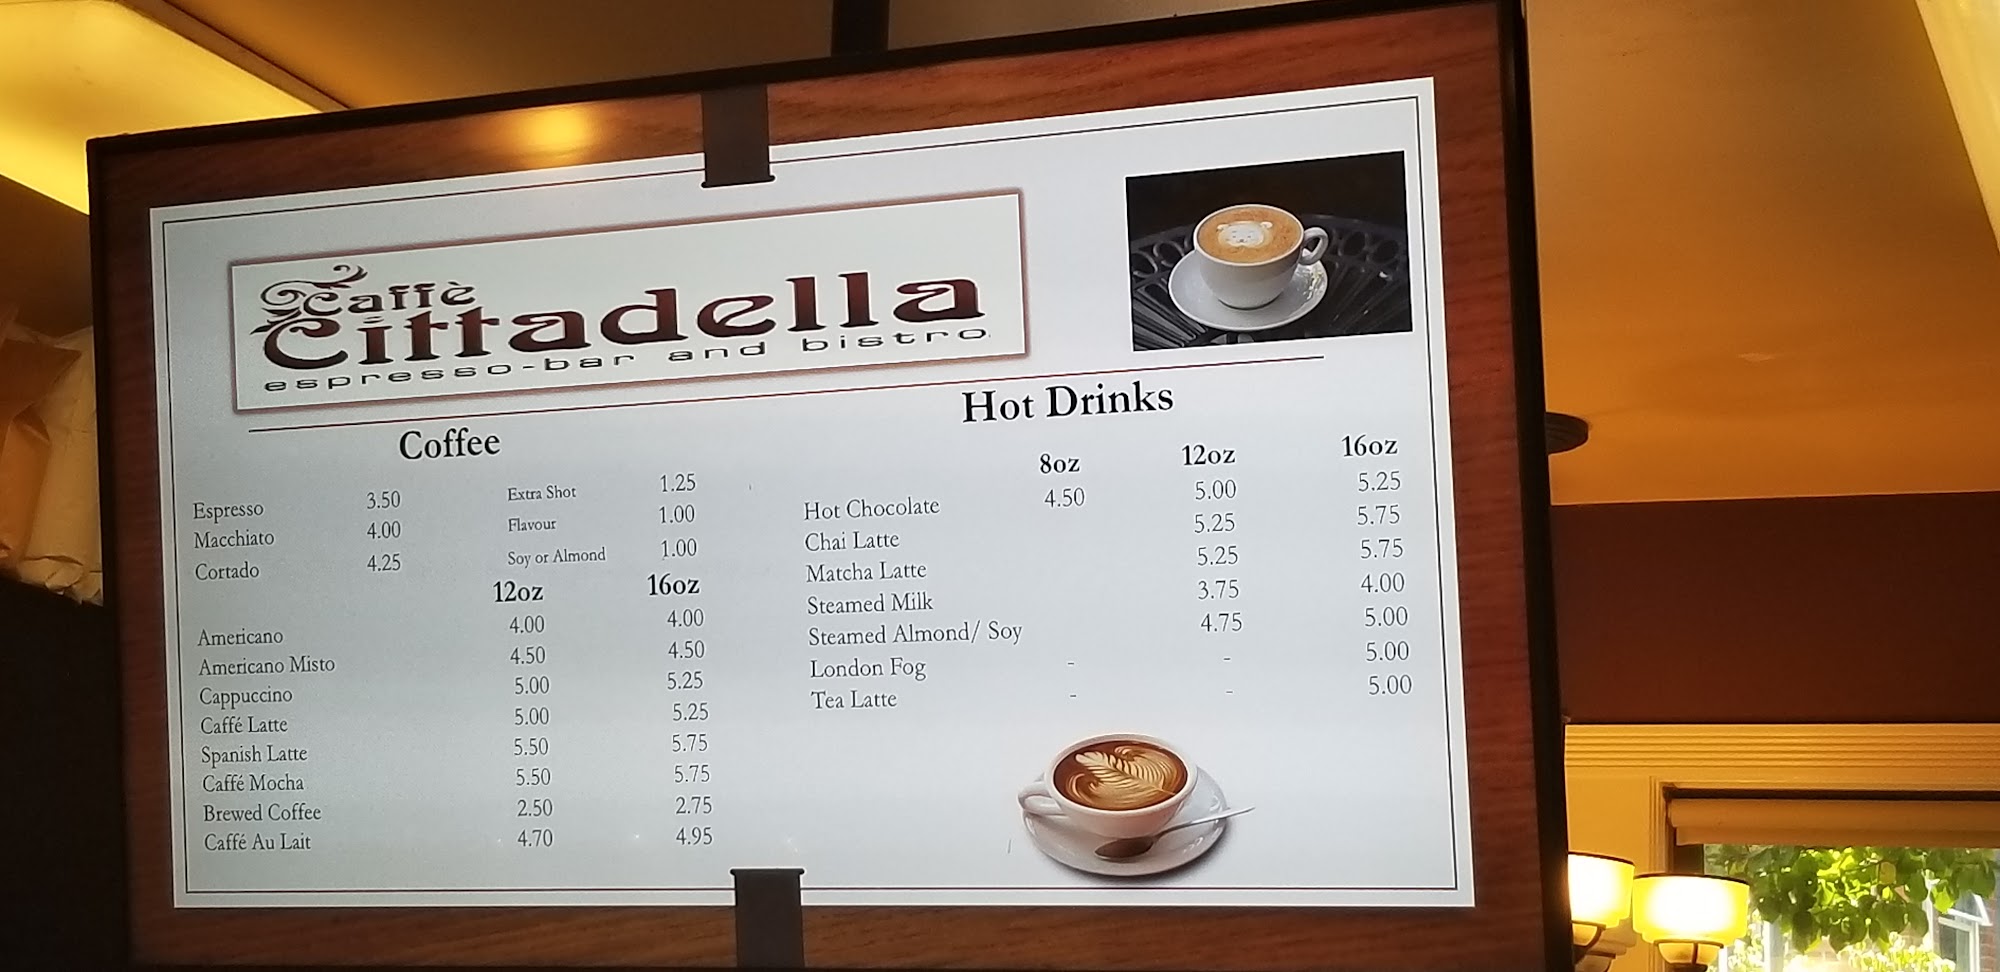 Caffè
Cittadella
espresso-bar and bistro
Coffee
Espresso 3.50 Extra Shot 1.25
Macchiato 4.00 Flavour 1.00
Cortado 4.25 Soy or Almond 1.00
12oz 16oz
Americano 4.00 4.00
Americano Misto 4.50 4.50
Cappuccino 5.00 5.25
Caffé Latte 5.00 5.25
Spanish Latte 5.50 5.75
Caffé Mocha 5.50 5.75
Brewed Coffee 2.50 2.75
Caffé Au Lait 4.70 4.95
Hot Drinks
8oz 12oz 16oz
Hot Chocolate 4.50 5.00 5.25
Chai Latte 5.25 5.75
Matcha Latte 5.25 5.75
Steamed Milk 3.75 4.00
Steamed Almond/ Soy 4.75 5.00
London Fog - - 5.00
Tea Latte - - 5.00